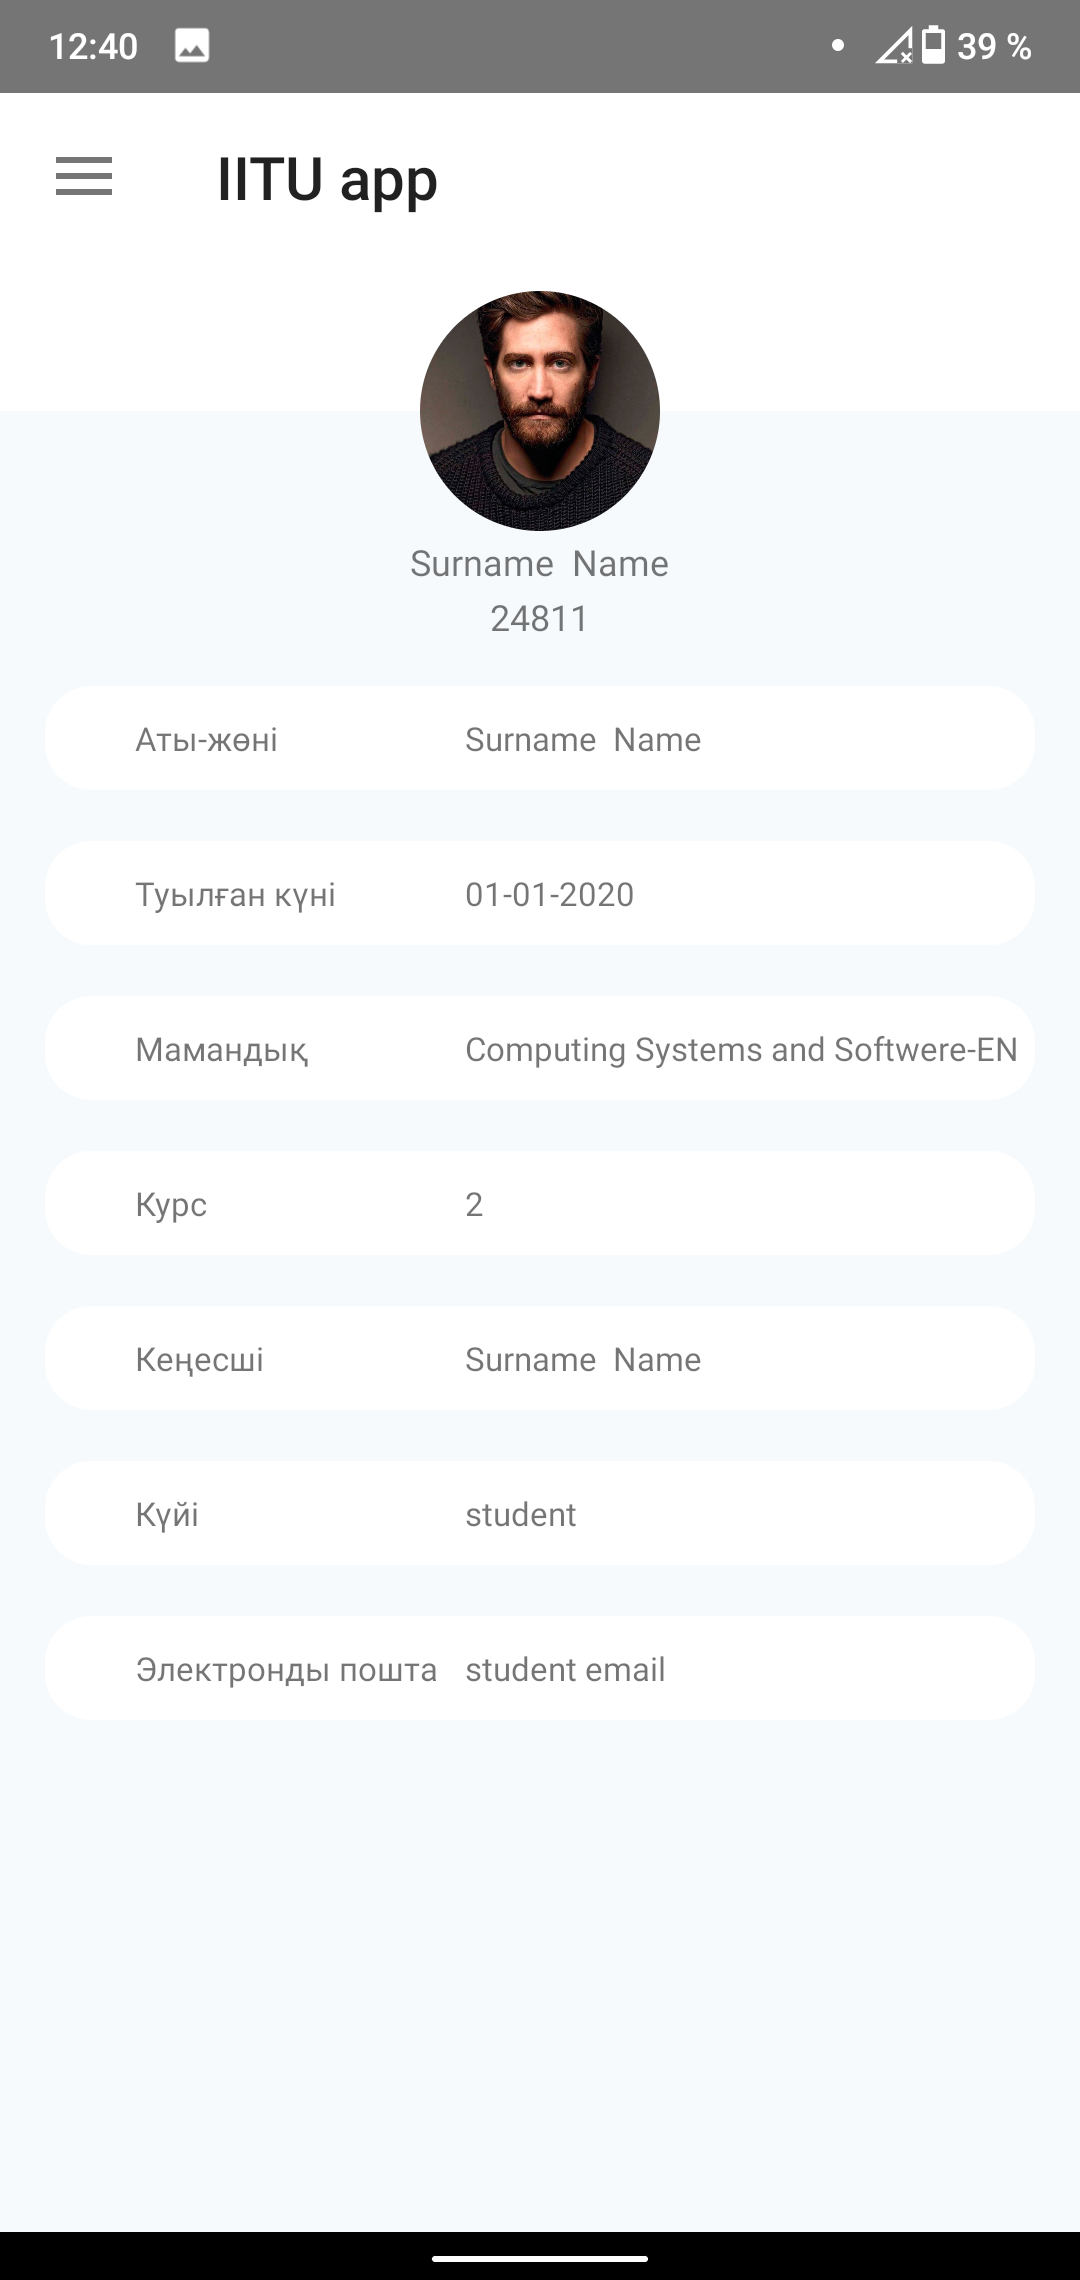 12:40 39 %
IITU app
Surname Name
24811
Аты-жөні Surname Name
Туылған күні 01-01-2020
Мамандық Computing Systems and Softwere-EN
Курс 2
Кеңесші Surname Name
Күйі student
Электронды пошта student email